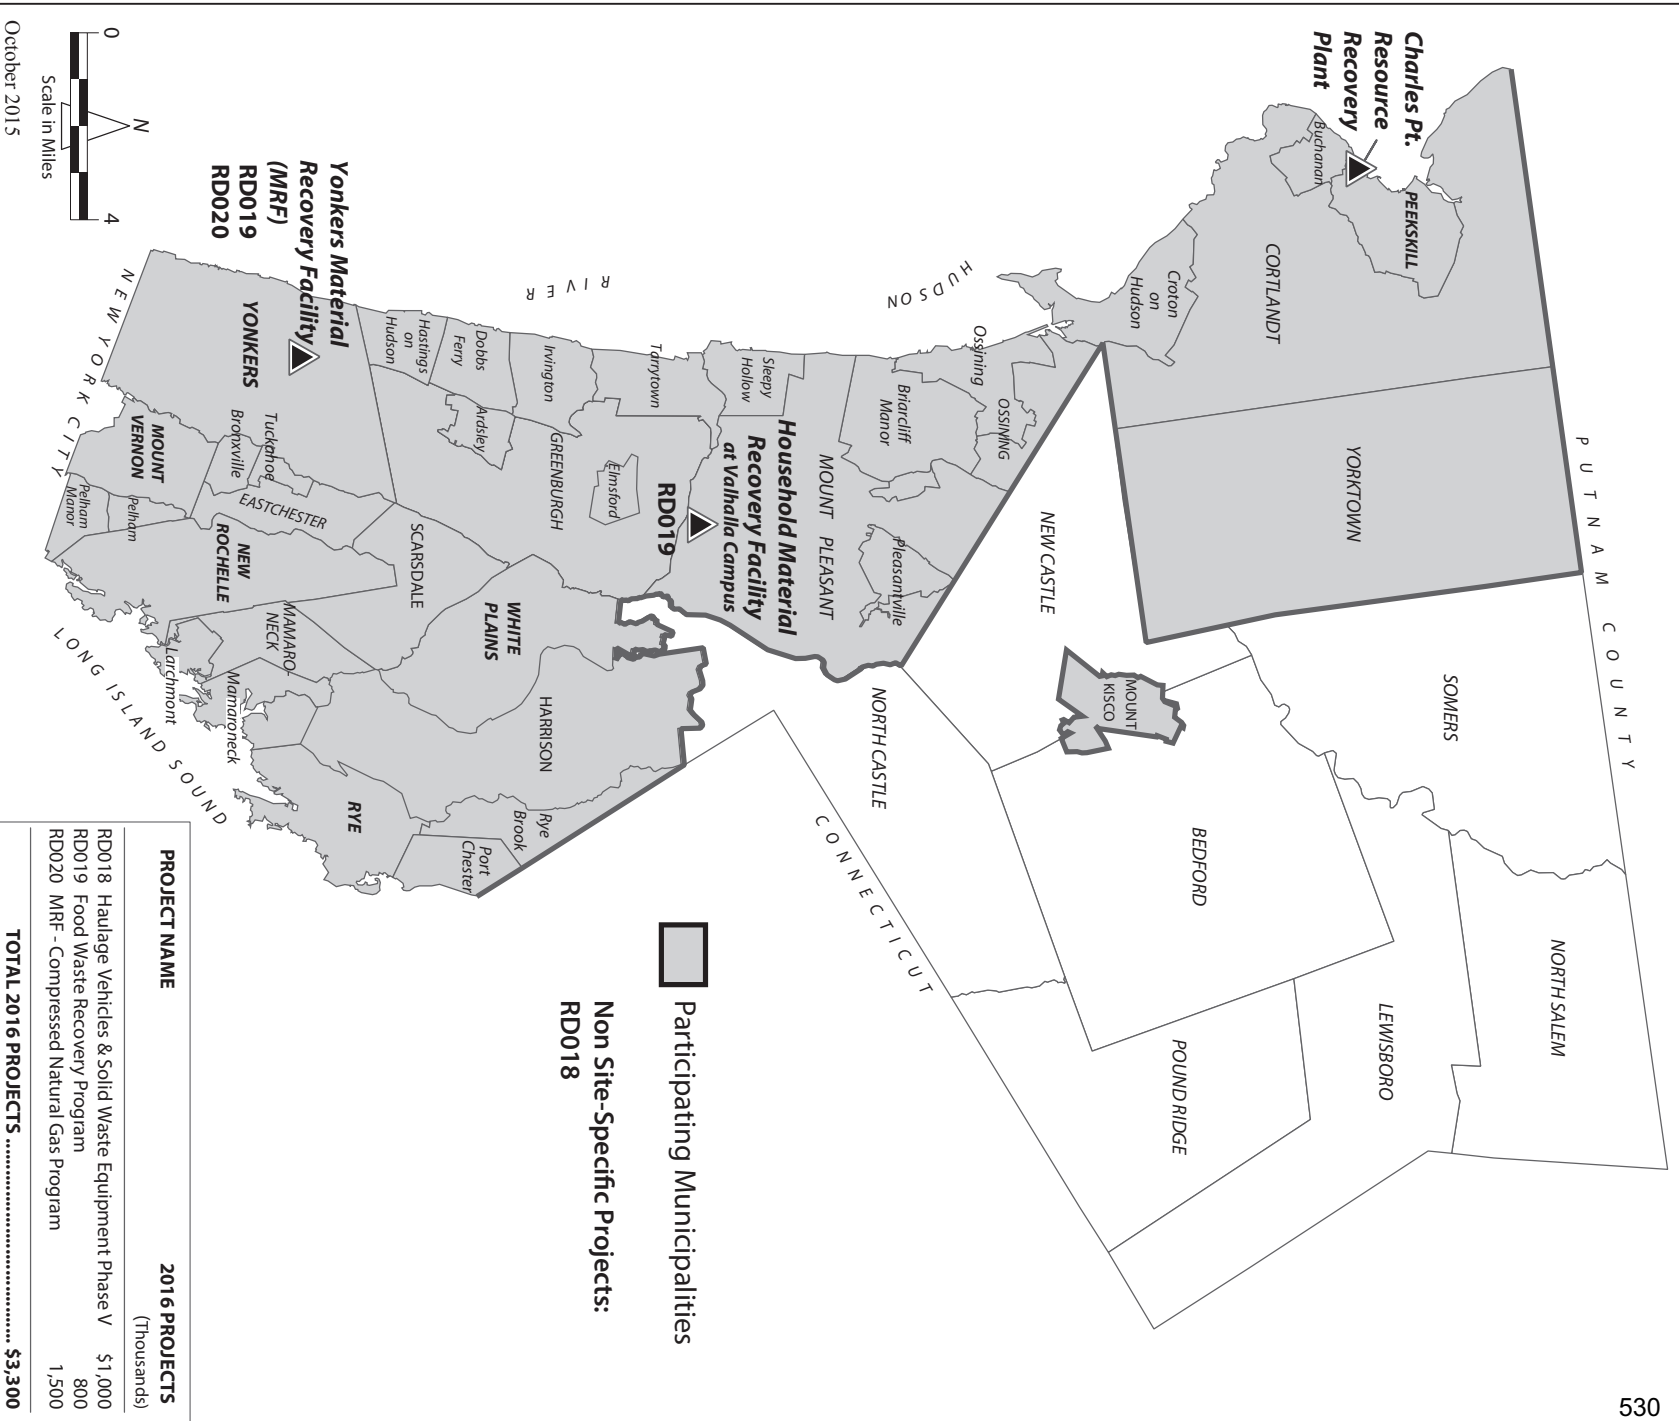 Charles Pt.
Resource
Recovery
Plant
Buchanan
PEEKSKILL
CORTLANDT
Croton
on
Hudson
YORKTOWN
PUTNAM COUNTY
SOMERS
NORTH SALEM
LEWISBORO
POUND RIDGE
BEDFORD
MOUNT
KISCO
NEW CASTLE
NORTH CASTLE
CONNECTICUT
HUDSON
RIVER
Ossining
OSSINING
Briarcliff
Manor
Pleasantville
MOUNT PLEASANT
Sleepy
Hollow
Household Material
Recovery Facility
at Valhalla Campus
RD019
Tarrytown
Irvington
Elmsford
GREENBURGH
Dobbs
Ferry
Ardsley
Hastings
on
Hudson
Yonkers Material
Recovery Facility
(MRF)
RD019
RD020
YONKERS
Tuckahoe
Bronxville
EASTCHESTER
SCARSDALE
WHITE
PLAINS
HARRISON
Rye
Brook
Port
Chester
RYE
MAMARO-
NECK
Mamaroneck
Larchmont
NEW
ROCHELLE
MOUNT
VERNON
Pelham
Pelham
Manor
NEW YORK CITY
LONG ISLAND SOUND
Participating Municipalities
Non Site-Specific Projects:
RD018
N
0 4
Scale in Miles
October 2015
PROJECT NAME 2016 PROJECTS
(Thousands)
RD018 Haulage Vehicles & Solid Waste Equipment Phase V $1,000
RD019 Food Waste Recovery Program 800
RD020 MRF - Compressed Natural Gas Program 1,500
TOTAL 2016 PROJECTS ........................................ $3,300
530